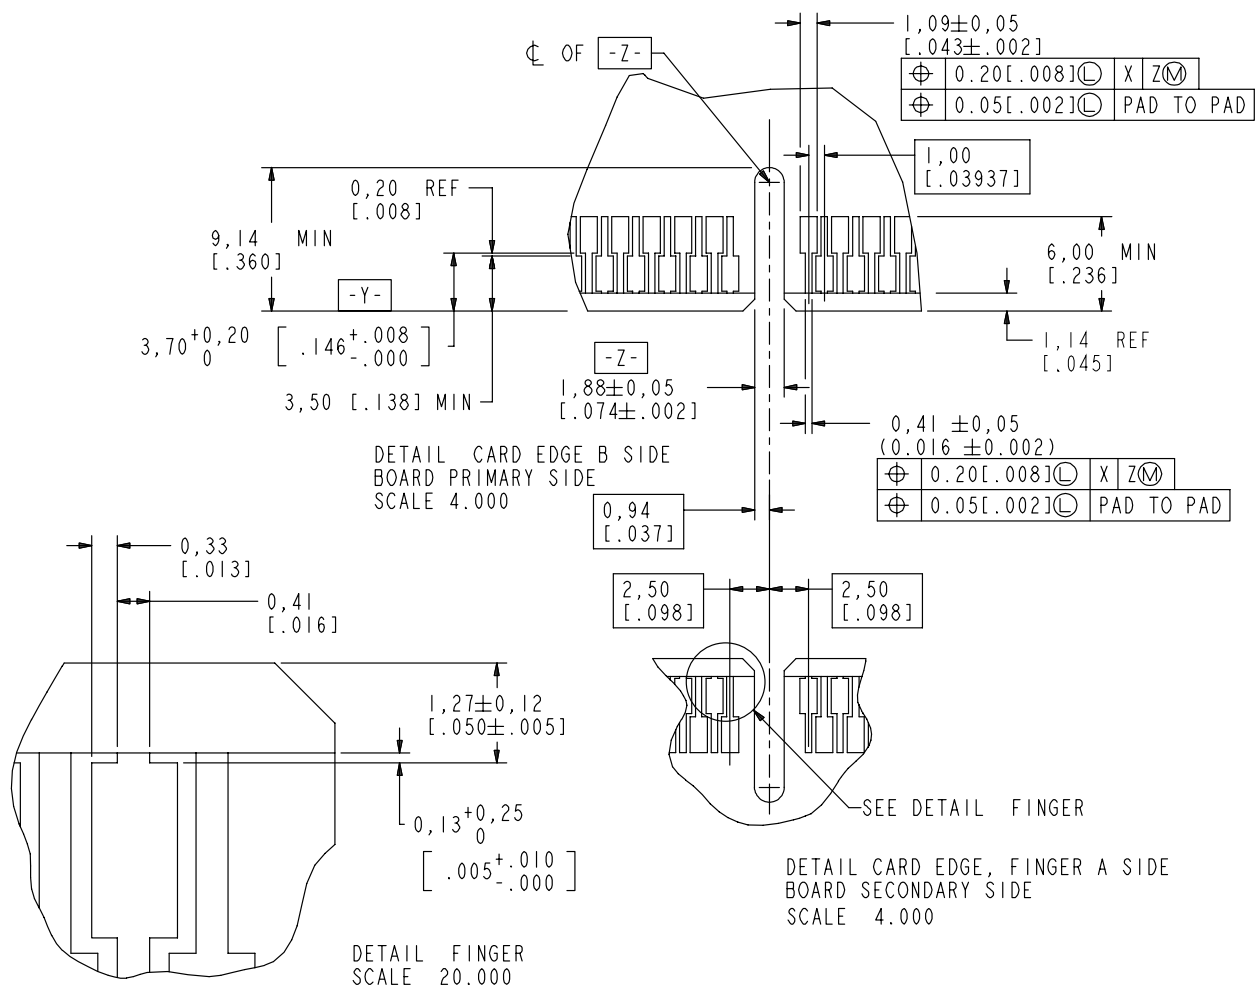 ℄ OF -Z-
1,09±0,05
[.043±.002]
⌖ 0.20[.008]Ⓛ X ZⓂ
⌖ 0.05[.002]Ⓛ PAD TO PAD
1,00
[.03937]
0,20 REF
[.008]
9,14 MIN
[.360]
6,00 MIN
[.236]
-Y-
3,70 +0,20 0 [.146 +.008 -.000]
1,14 REF
[.045]
-Z-
1,88±0,05
[.074±.002]
3,50 [.138] MIN
0,41 ±0,05
(0.016 ±0.002)
⌖ 0.20[.008]Ⓛ X ZⓂ
⌖ 0.05[.002]Ⓛ PAD TO PAD
DETAIL CARD EDGE B SIDE
BOARD PRIMARY SIDE
SCALE 4.000
0,94
[.037]
0,33
[.013]
0,41
[.016]
2,50
[.098]
2,50
[.098]
1,27±0,12
[.050±.005]
0,13 +0,25 0
[.005 +.010 -.000]
SEE DETAIL FINGER
DETAIL CARD EDGE, FINGER A SIDE
BOARD SECONDARY SIDE
SCALE 4.000
DETAIL FINGER
SCALE 20.000